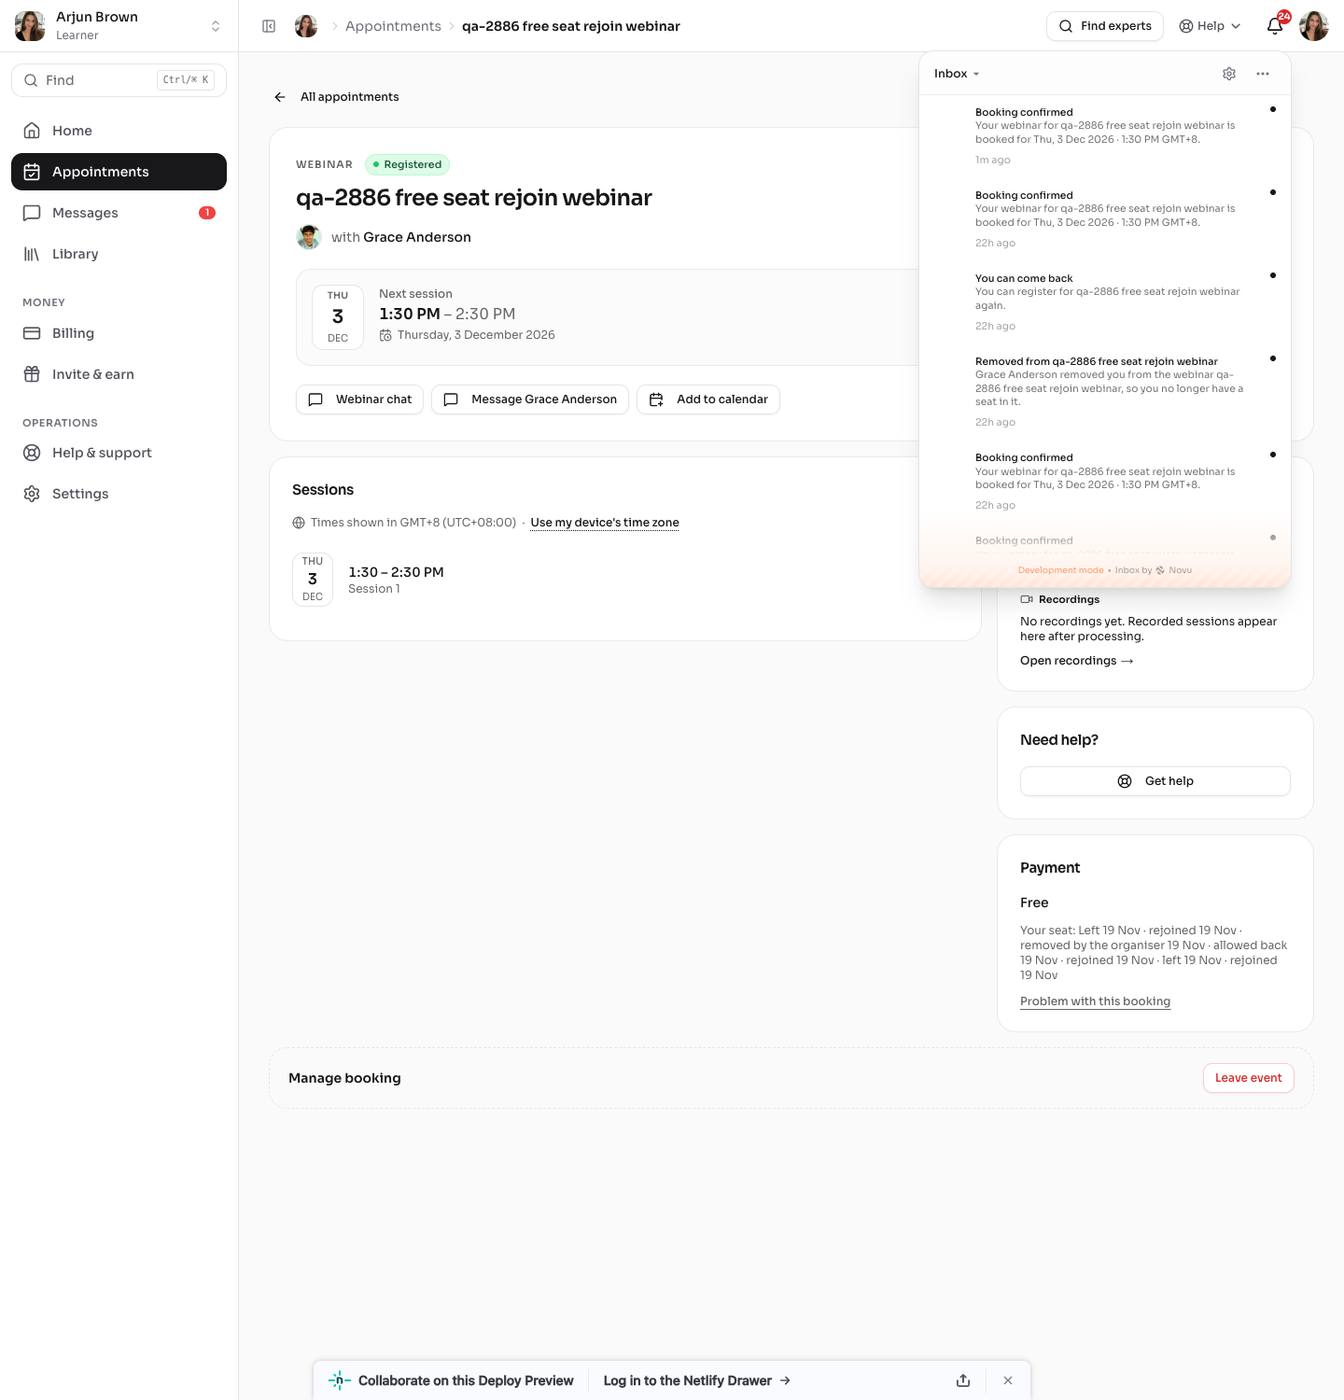 Arjun Brown
Learner
Find
Ctrl/⌘ K
Home
Appointments
Messages
1
Library
MONEY
Billing
Invite & earn
OPERATIONS
Help & support
Settings
Appointments
qa-2886 free seat rejoin webinar
Find experts
Help
24
All appointments
WEBINAR
Registered
qa-2886 free seat rejoin webinar
with Grace Anderson
THU
3
DEC
Next session
1:30 PM – 2:30 PM
Thursday, 3 December 2026
Webinar chat
Message Grace Anderson
Add to calendar
Sessions
Times shown in GMT+8 (UTC+08:00) · Use my device's time zone
THU
3
DEC
1:30 – 2:30 PM
Session 1
Inbox
Booking confirmed
Your webinar for qa-2886 free seat rejoin webinar is
booked for Thu, 3 Dec 2026 · 1:30 PM GMT+8.
1m ago
Booking confirmed
Your webinar for qa-2886 free seat rejoin webinar is
booked for Thu, 3 Dec 2026 · 1:30 PM GMT+8.
22h ago
You can come back
You can register for qa-2886 free seat rejoin webinar
again.
22h ago
Removed from qa-2886 free seat rejoin webinar
Grace Anderson removed you from the webinar qa-
2886 free seat rejoin webinar, so you no longer have a
seat in it.
22h ago
Booking confirmed
Your webinar for qa-2886 free seat rejoin webinar is
booked for Thu, 3 Dec 2026 · 1:30 PM GMT+8.
22h ago
Booking confirmed
Development mode • Inbox by Novu
Recordings
No recordings yet. Recorded sessions appear
here after processing.
Open recordings →
Need help?
Get help
Payment
Free
Your seat: Left 19 Nov · rejoined 19 Nov ·
removed by the organiser 19 Nov · allowed back
19 Nov · rejoined 19 Nov · left 19 Nov · rejoined
19 Nov
Problem with this booking
Manage booking
Leave event
Collaborate on this Deploy Preview
Log in to the Netlify Drawer →